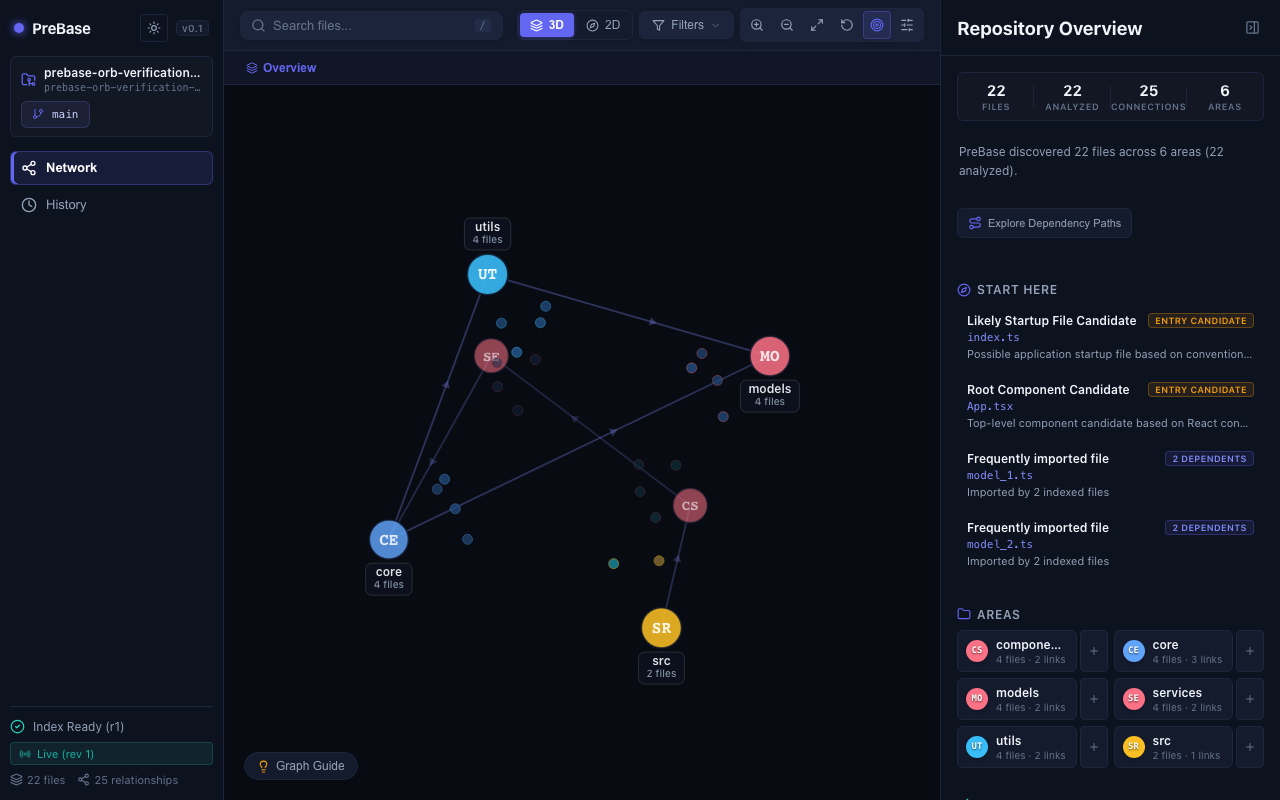 PreBase
v0.1
prebase-orb-verification...
prebase-orb-verification-…
main
Network
History
Index Ready (r1)
Live (rev 1)
22 files
25 relationships
Search files...
/
3D
2D
Filters
Overview
utils
4 files
UT
SE
MO
models
4 files
CS
CE
core
4 files
SR
src
2 files
Graph Guide
Repository Overview
22 22 25 6
FILES ANALYZED CONNECTIONS AREAS
PreBase discovered 22 files across 6 areas (22
analyzed).
Explore Dependency Paths
START HERE
Likely Startup File Candidate ENTRY CANDIDATE
index.ts
Possible application startup file based on convention...
Root Component Candidate ENTRY CANDIDATE
App.tsx
Top-level component candidate based on React con...
Frequently imported file 2 DEPENDENTS
model_1.ts
Imported by 2 indexed files
Frequently imported file 2 DEPENDENTS
model_2.ts
Imported by 2 indexed files
AREAS
CS compone... 4 files · 2 links +
CE core 4 files · 3 links +
MO models 4 files · 2 links +
SE services 4 files · 2 links +
UT utils 4 files · 2 links +
SR src 2 files · 1 links +